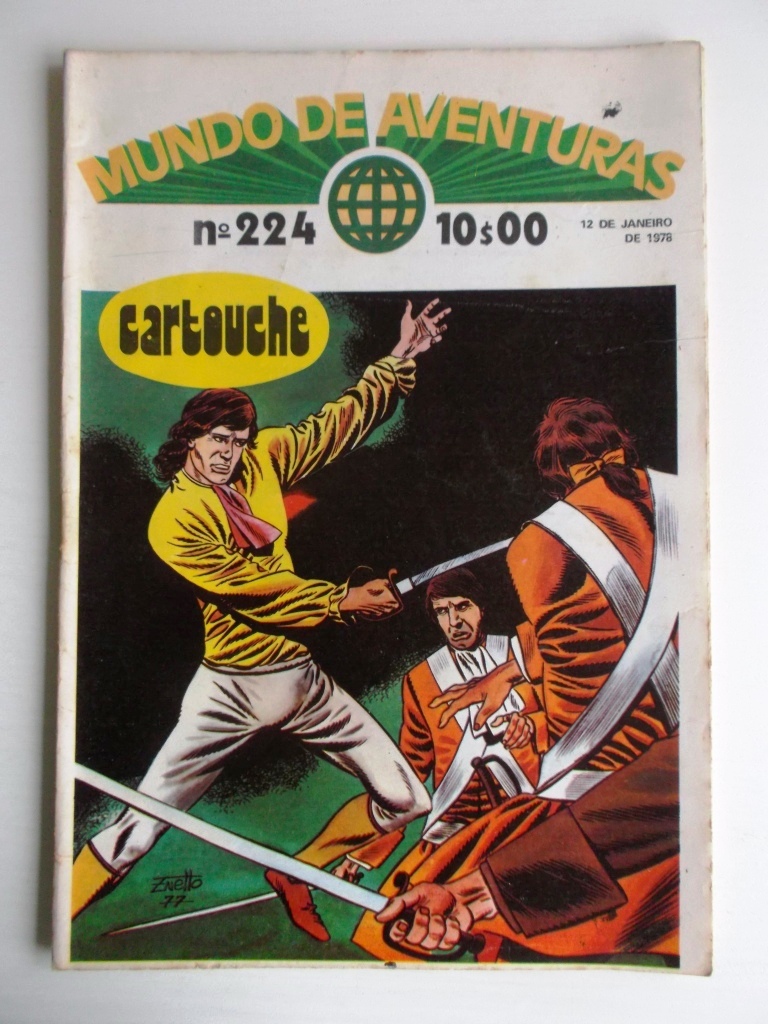 MUNDO DE AVENTURAS
nº 224 10$00 12 DE JANEIRO
DE 1978
cartouche
ZNetto
77